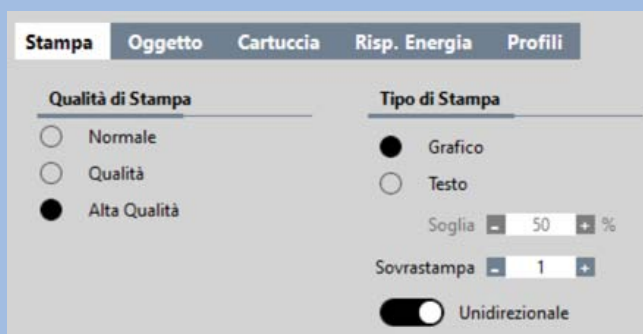 Stampa Oggetto Cartuccia Risp. Energia Profili
Qualità di Stampa
Normale
Qualità
Alta Qualità
Tipo di Stampa
Grafico
Testo
Soglia - 50 + %
Sovrastampa - 1 +
Unidirezionale